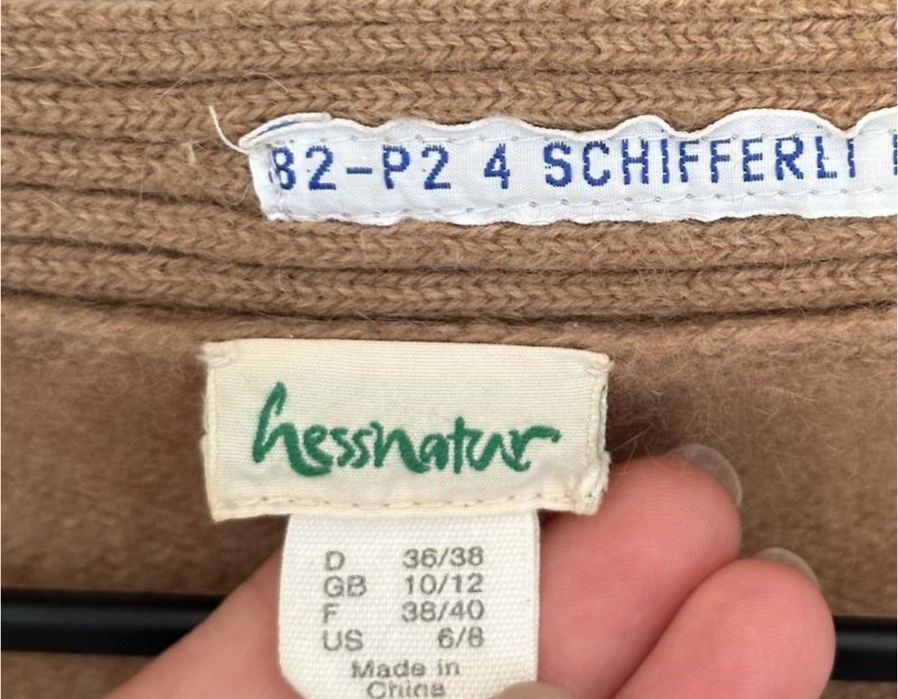 82-P2 4 SCHIFFERLI
hessnatur
D 36/38
GB 10/12
F 38/40
US 6/8
Made in
China